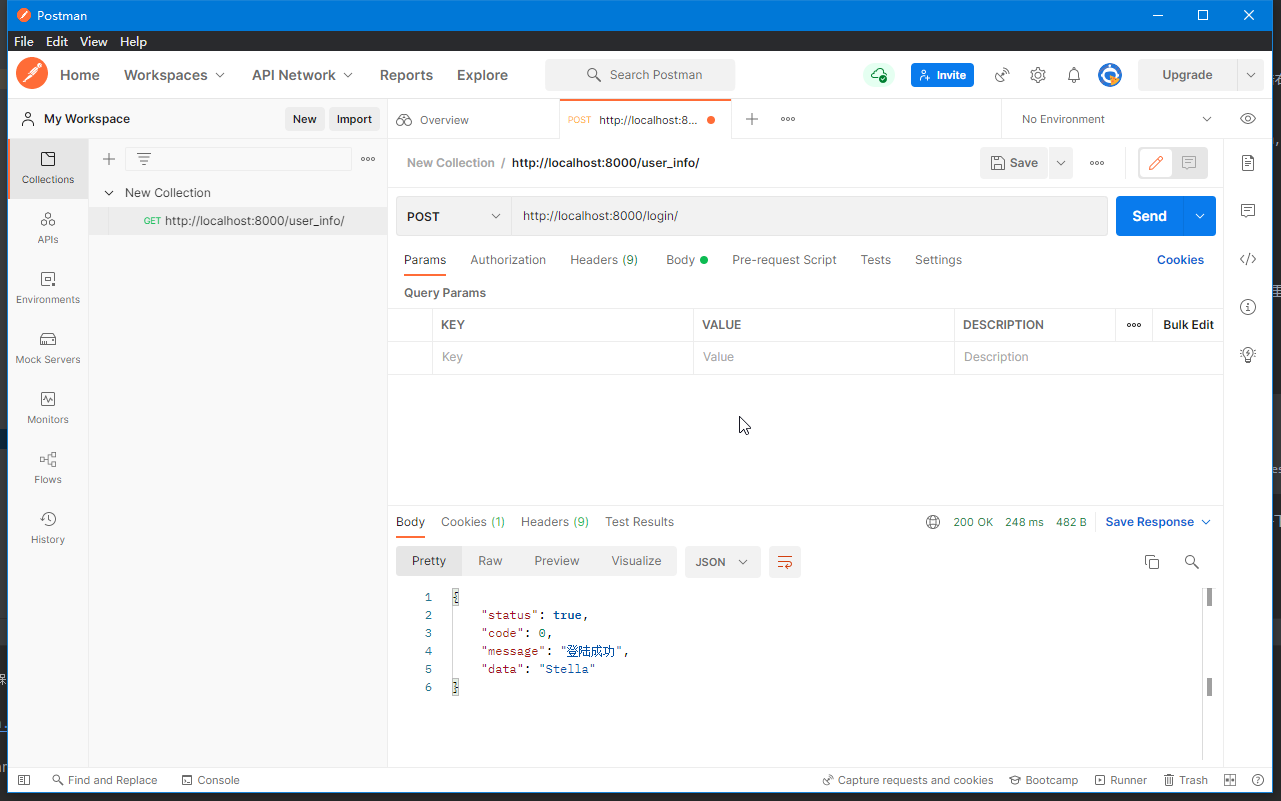 Postman
File Edit View Help
Home Workspaces API Network Reports Explore Search Postman Invite Upgrade
My Workspace New Import Overview POST http://localhost:8... No Environment
New Collection / http://localhost:8000/user_info/ Save
Collections
New Collection
GET http://localhost:8000/user_info/
APIs
Environments
Mock Servers
Monitors
Flows
History
POST http://localhost:8000/login/ Send
Params Authorization Headers (9) Body Pre-request Script Tests Settings Cookies
Query Params
KEY VALUE DESCRIPTION Bulk Edit
Key Value Description
Body Cookies (1) Headers (9) Test Results 200 OK 248 ms 482 B Save Response
Pretty Raw Preview Visualize JSON
1 {
2 "status": true,
3 "code": 0,
4 "message": "登陆成功",
5 "data": "Stella"
6 }
Find and Replace Console Capture requests and cookies Bootcamp Runner Trash